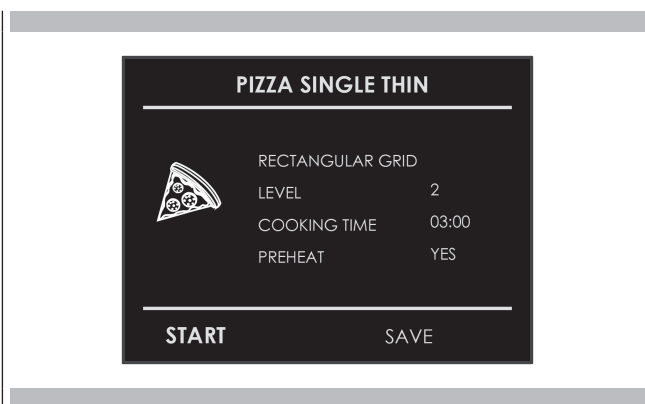 PIZZA SINGLE THIN
RECTANGULAR GRID
LEVEL 2
COOKING TIME 03:00
PREHEAT YES
START SAVE